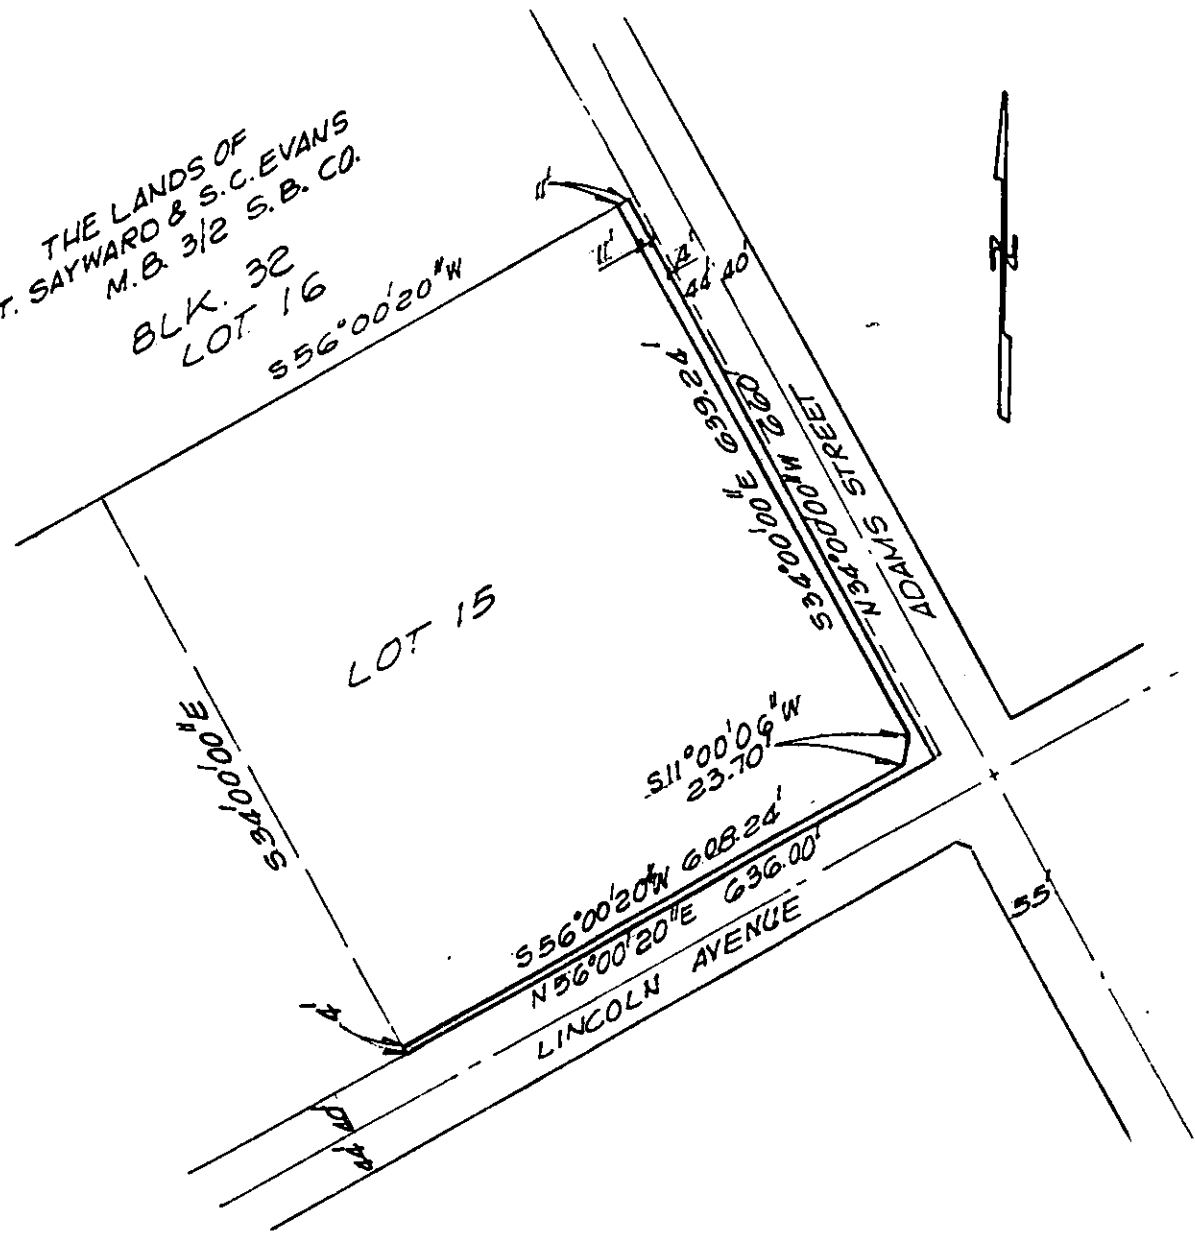 THE LANDS OF
T. SAYWARD & S.C. EVANS
M.B. 3/2 S.B. CO.
BLK. 32
LOT 16
S56°00'20"W
11'
11'
4'
44'
40'
N
S34°00'00"E 639.24'
N34°00'00"W 660'
ADAMS STREET
LOT 15
S34°00'00"E
S11°00'06"W
23.70'
S56°00'20"W 608.24'
N56°00'20"E 636.00'
LINCOLN AVENUE
55'
4'
40'
44'